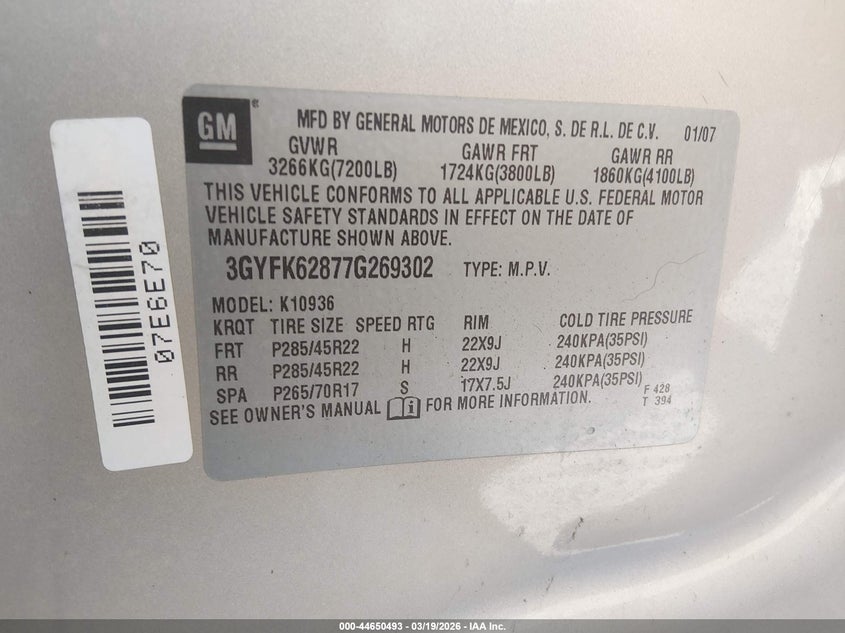 GM®
MFD BY GENERAL MOTORS DE MEXICO, S. DE R.L. DE C.V. 01/07
GVWR GAWR FRT GAWR RR
3266KG(7200LB) 1724KG(3800LB) 1860KG(4100LB)
THIS VEHICLE CONFORMS TO ALL APPLICABLE U.S. FEDERAL MOTOR
VEHICLE SAFETY STANDARDS IN EFFECT ON THE DATE OF
MANUFACTURE SHOWN ABOVE.
3GYFK62877G269302 TYPE: M.P.V.
MODEL: K10936
KRQT TIRE SIZE SPEED RTG RIM COLD TIRE PRESSURE
FRT P285/45R22 H 22X9J 240KPA(35PSI)
RR P285/45R22 H 22X9J 240KPA(35PSI)
SPA P265/70R17 S 17X7.5J 240KPA(35PSI)
F 428
T 394
SEE OWNER'S MANUAL i FOR MORE INFORMATION.
07E6E70
000-44650493 - 03/19/2026 - IAA Inc.